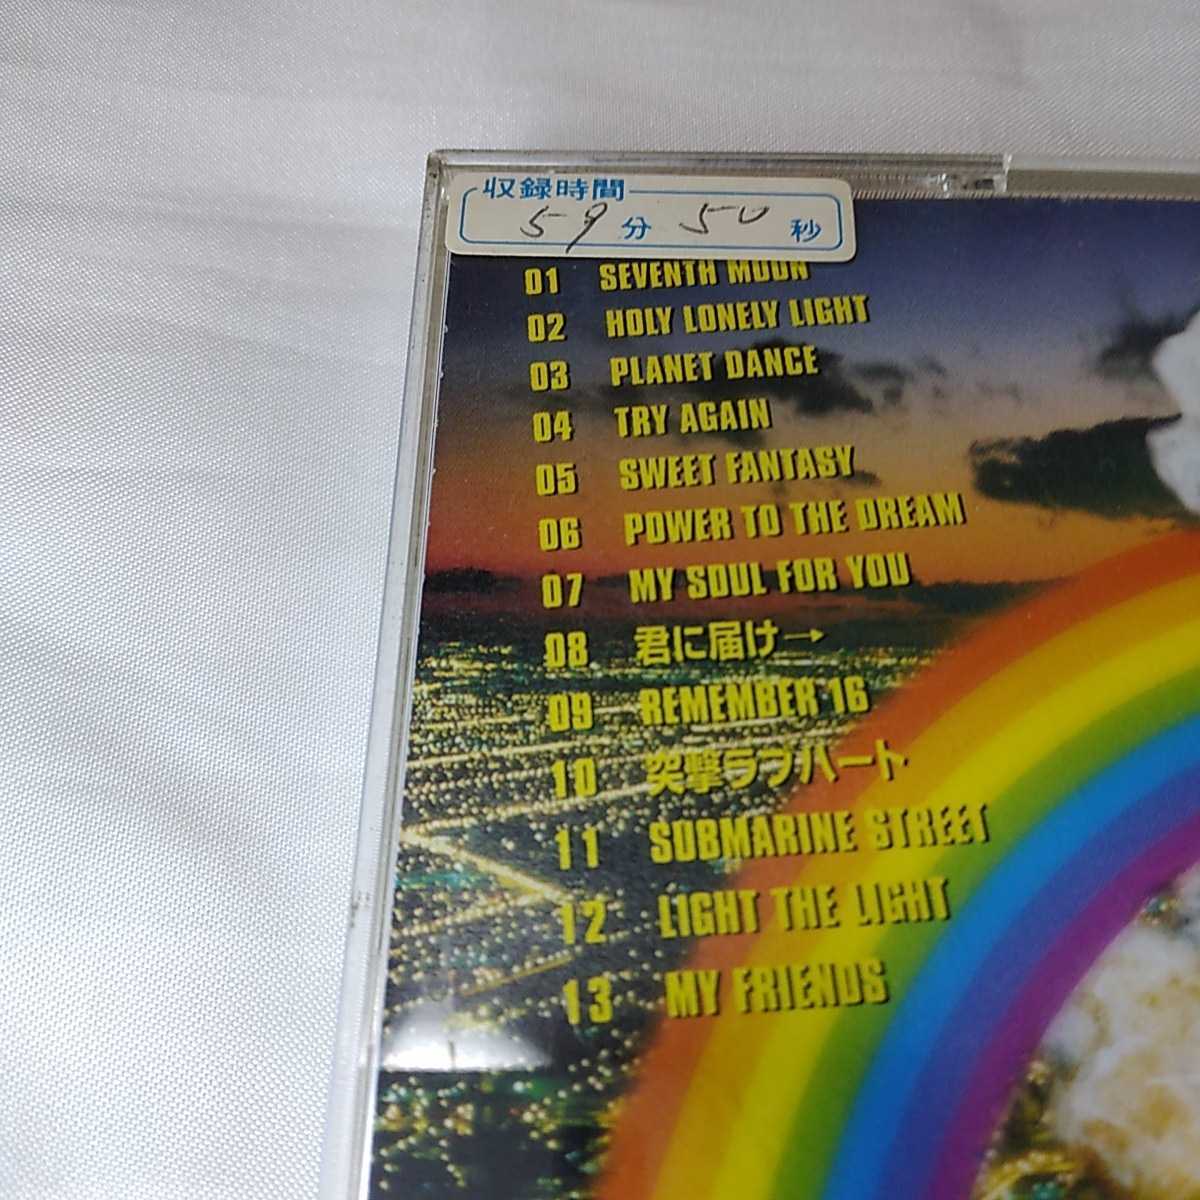 収録時間
59分50秒
01 SEVENTH MOON
02 HOLY LONELY LIGHT
03 PLANET DANCE
04 TRY AGAIN
05 SWEET FANTASY
06 POWER TO THE DREAM
07 MY SOUL FOR YOU
08 君に届け→
09 REMEMBER 16
10 突撃ラブハート
11 SUBMARINE STREET
12 LIGHT THE LIGHT
13 MY FRIENDS